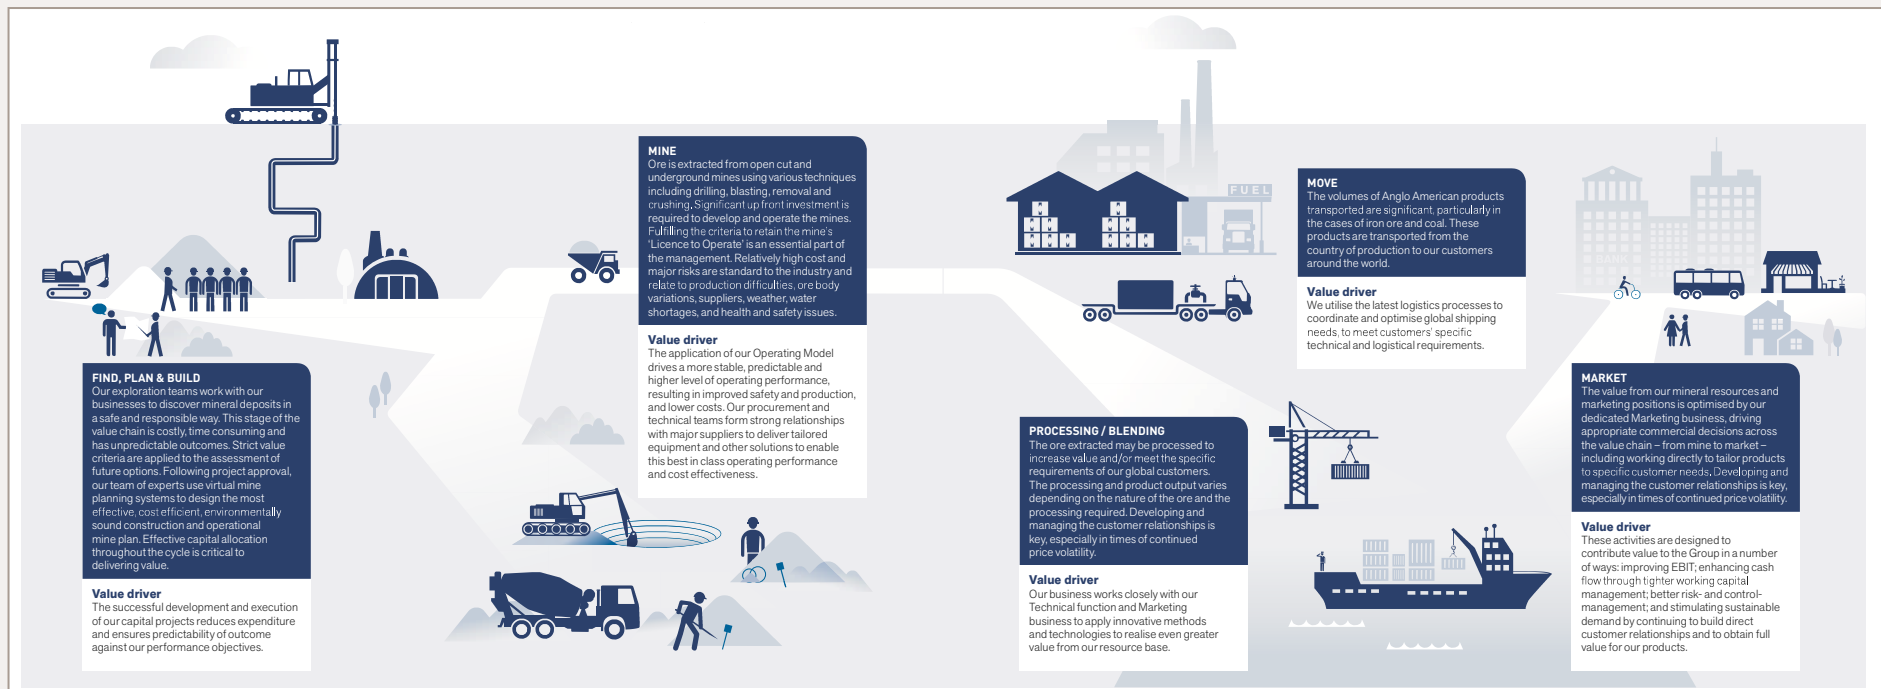 FIND, PLAN & BUILD
Our exploration teams work with our
businesses to discover mineral deposits in
a safe and responsible way. This stage of the
value chain is costly, time consuming and
has unpredictable outcomes. Strict value
criteria are applied to the assessment of
future options. Following project approval,
our team of experts use virtual mine
planning systems to design the most
effective, cost efficient, environmentally
sound construction and operational
mine plan. Effective capital allocation
throughout the cycle is critical to
delivering value.
Value driver
The successful development and execution
of our capital projects reduces expenditure
and ensures predictability of outcome
against our performance objectives.
MINE
Ore is extracted from open cut and
underground mines using various techniques
including drilling, blasting, removal and
crushing. Significant up front investment is
required to develop and operate the mines.
Fulfilling the criteria to retain the mine's
'Licence to Operate' is an essential part of
the management. Relatively high cost and
major risks are standard to the industry and
relate to production difficulties, ore body
variations, suppliers, weather, water
shortages, and health and safety issues.
Value driver
The application of our Operating Model
drives a more stable, predictable and
higher level of operating performance,
resulting in improved safety and production,
and lower costs. Our procurement and
technical teams form strong relationships
with major suppliers to deliver tailored
equipment and other solutions to enable
this best in class operating performance
and cost effectiveness.
FUEL
PROCESSING / BLENDING
The ore extracted may be processed to
increase value and/or meet the specific
requirements of our global customers.
The processing and product output varies
depending on the nature of the ore and the
processing required. Developing and
managing the customer relationships is
key, especially in times of continued
price volatility.
Value driver
Our business works closely with our
Technical function and Marketing
business to apply innovative methods
and technologies to realise even greater
value from our resource base.
MOVE
The volumes of Anglo American products
transported are significant, particularly in
the cases of iron ore and coal. These
products are transported from the
country of production to our customers
around the world.
Value driver
We utilise the latest logistics processes to
coordinate and optimise global shipping
needs, to meet customers' specific
technical and logistical requirements.
BANK
MARKET
The value from our mineral resources and
marketing positions is optimised by our
dedicated Marketing business, driving
appropriate commercial decisions across
the value chain – from mine to market –
including working directly to tailor products
to specific customer needs. Developing and
managing the customer relationships is key,
especially in times of continued price volatility.
Value driver
These activities are designed to
contribute value to the Group in a number
of ways: improving EBIT; enhancing cash
flow through tighter working capital
management; better risk- and control-
management; and stimulating sustainable
demand by continuing to build direct
customer relationships and to obtain full
value for our products.